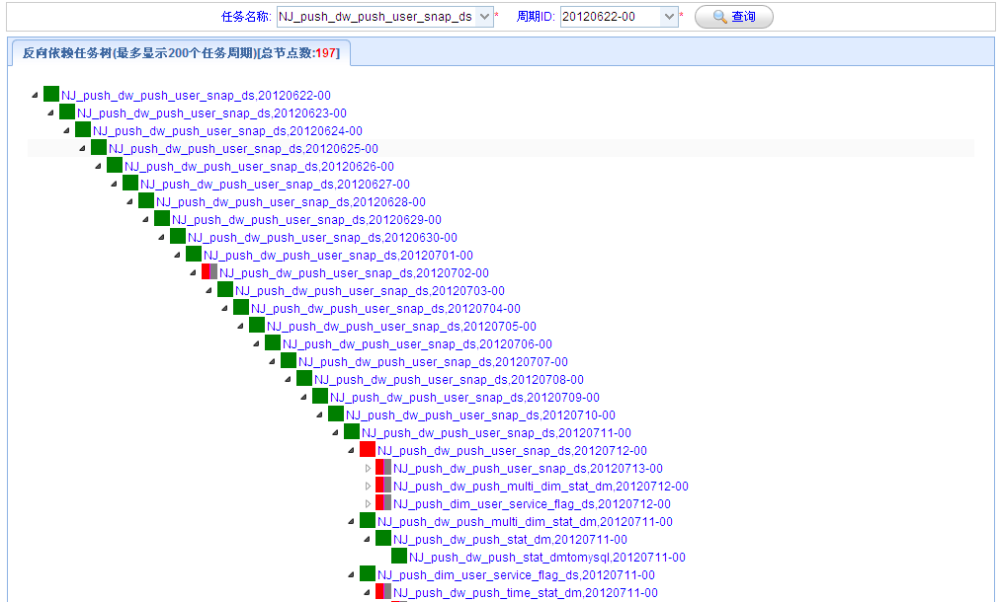 任务名称: NJ_push_dw_push_user_snap_ds * 周期ID: 20120622-00 * 查询
反向依赖任务树(最多显示200个任务周期)[总节点数:197]
NJ_push_dw_push_user_snap_ds,20120622-00
NJ_push_dw_push_user_snap_ds,20120623-00
NJ_push_dw_push_user_snap_ds,20120624-00
NJ_push_dw_push_user_snap_ds,20120625-00
NJ_push_dw_push_user_snap_ds,20120626-00
NJ_push_dw_push_user_snap_ds,20120627-00
NJ_push_dw_push_user_snap_ds,20120628-00
NJ_push_dw_push_user_snap_ds,20120629-00
NJ_push_dw_push_user_snap_ds,20120630-00
NJ_push_dw_push_user_snap_ds,20120701-00
NJ_push_dw_push_user_snap_ds,20120702-00
NJ_push_dw_push_user_snap_ds,20120703-00
NJ_push_dw_push_user_snap_ds,20120704-00
NJ_push_dw_push_user_snap_ds,20120705-00
NJ_push_dw_push_user_snap_ds,20120706-00
NJ_push_dw_push_user_snap_ds,20120707-00
NJ_push_dw_push_user_snap_ds,20120708-00
NJ_push_dw_push_user_snap_ds,20120709-00
NJ_push_dw_push_user_snap_ds,20120710-00
NJ_push_dw_push_user_snap_ds,20120711-00
NJ_push_dw_push_user_snap_ds,20120712-00
NJ_push_dw_push_user_snap_ds,20120713-00
NJ_push_dw_push_multi_dim_stat_dm,20120712-00
NJ_push_dim_user_service_flag_ds,20120712-00
NJ_push_dw_push_multi_dim_stat_dm,20120711-00
NJ_push_dw_push_stat_dm,20120711-00
NJ_push_dw_push_stat_dmtomysql,20120711-00
NJ_push_dim_user_service_flag_ds,20120711-00
NJ_push_dw_push_time_stat_dm,20120711-00